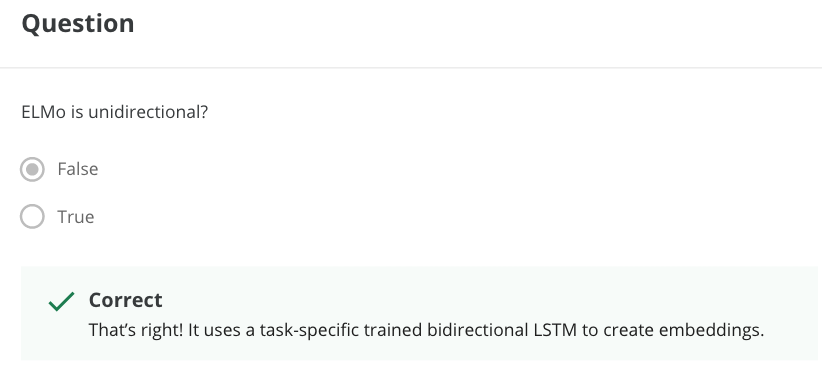 Question
ELMo is unidirectional?
False
True
Correct
That's right! It uses a task-specific trained bidirectional LSTM to create embeddings.